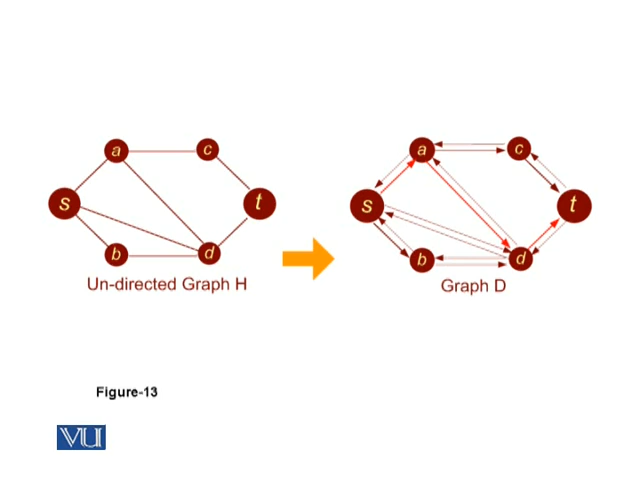 a c
s t
b d
Un-directed Graph H
a c
s t
b d
Graph D
Figure-13
VU